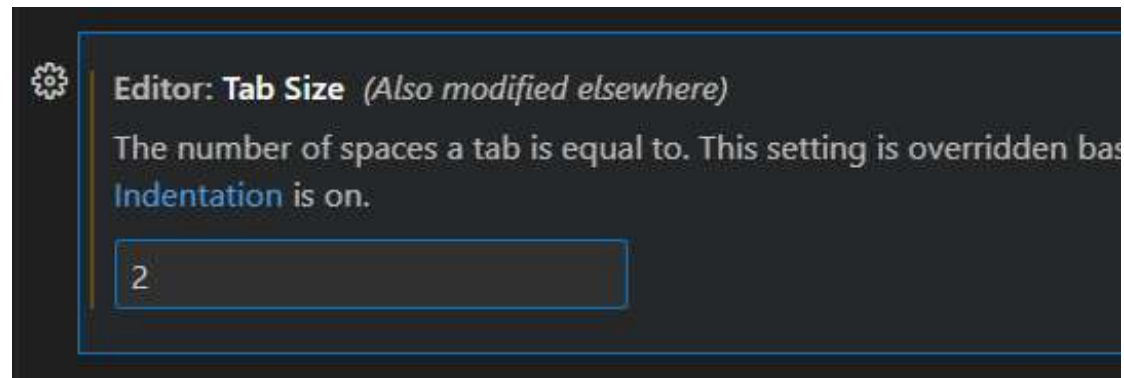 Editor: Tab Size (Also modified elsewhere)
The number of spaces a tab is equal to. This setting is overridden bas
Indentation is on.
2